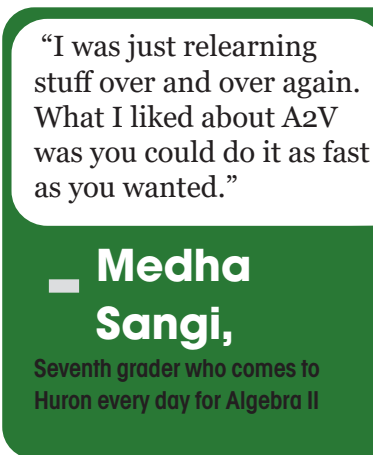 “I was just relearning
stuff over and over again.
What I liked about A2V
was you could do it as fast
as you wanted.”
- Medha
Sangi,
Seventh grader who comes to
Huron every day for Algebra II